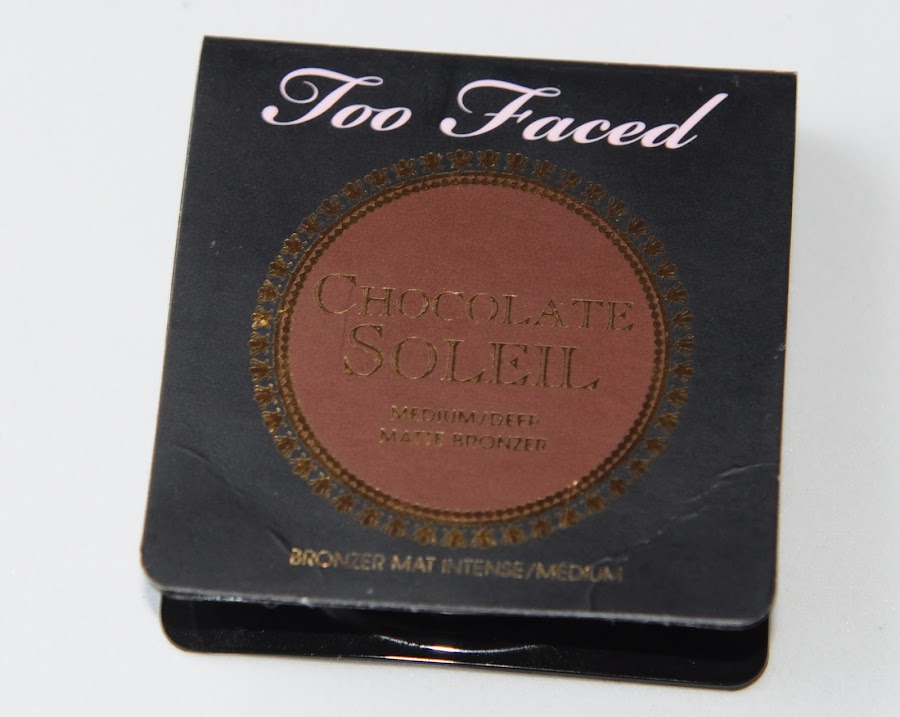 Too Faced
CHOCOLATE
SOLEIL
MEDIUM/DEEP
MATTE BRONZER
BRONZER MAT INTENSE/MEDIUM